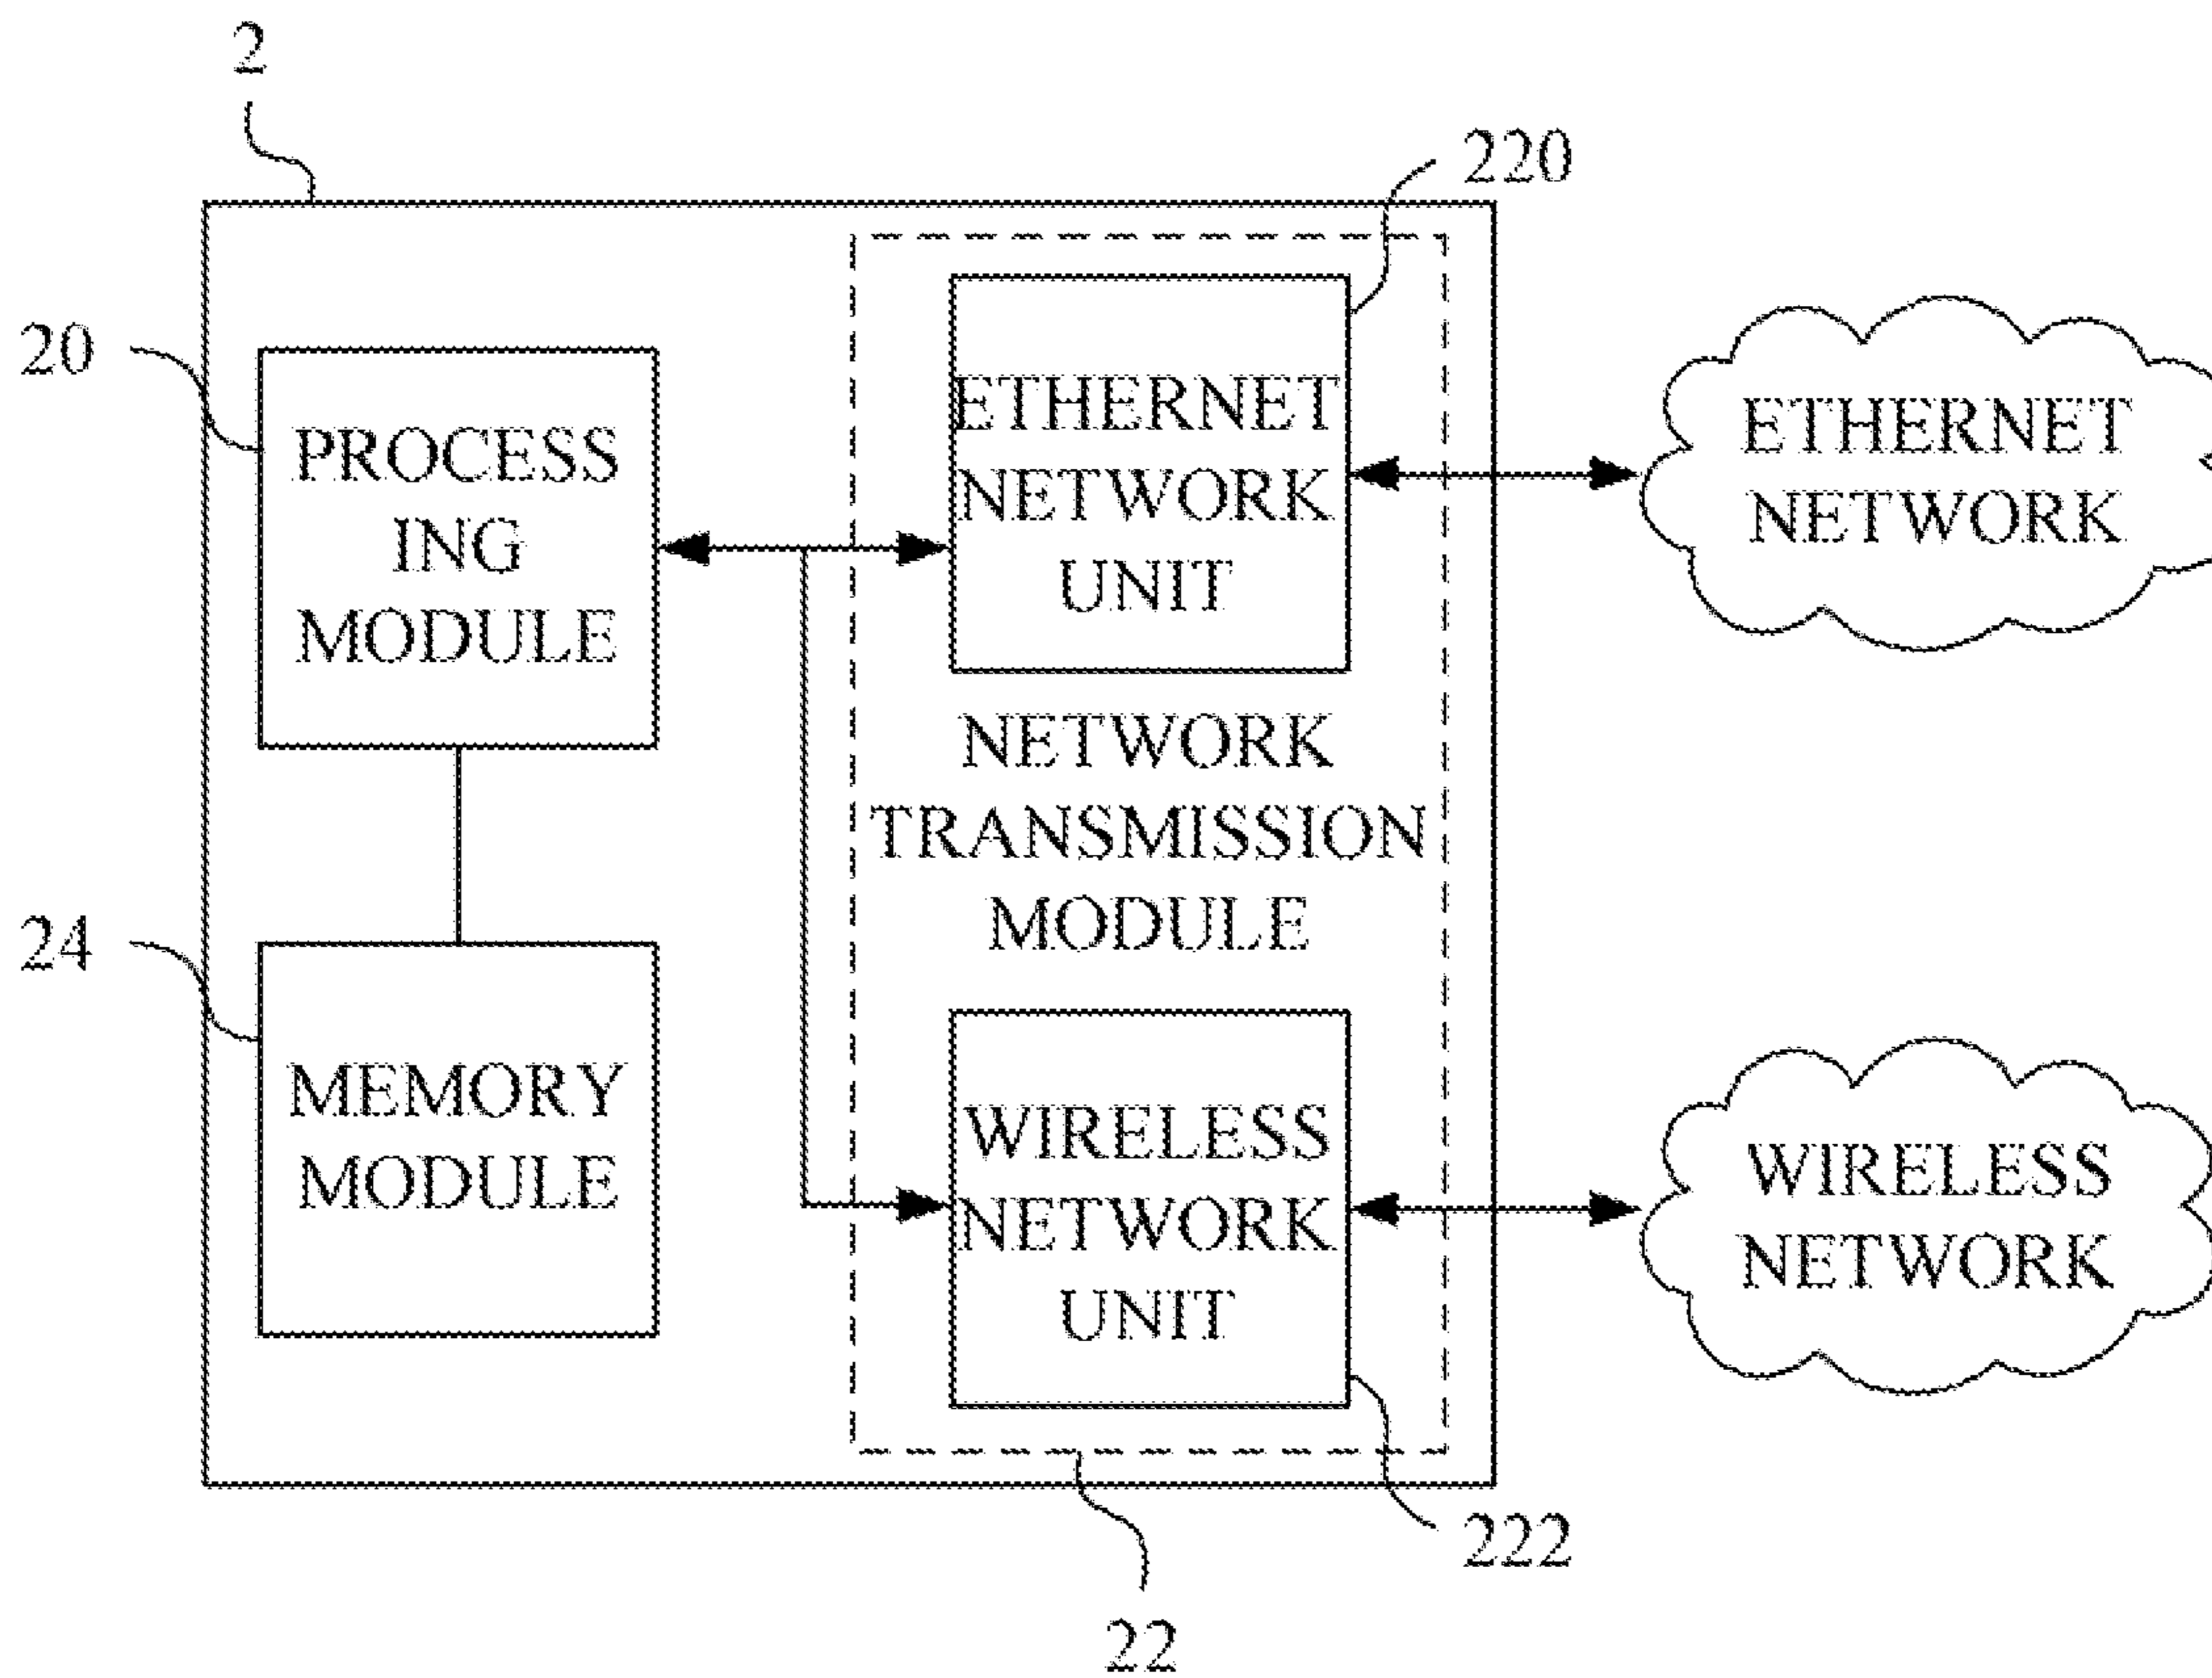 2
220
20
PROCESS
ING
MODULE
ETHERNET
NETWORK
UNIT
ETHERNET
NETWORK
NETWORK
TRANSMISSION
MODULE
24
MEMORY
MODULE
WIRELESS
NETWORK
UNIT
WIRELESS
NETWORK
222
22